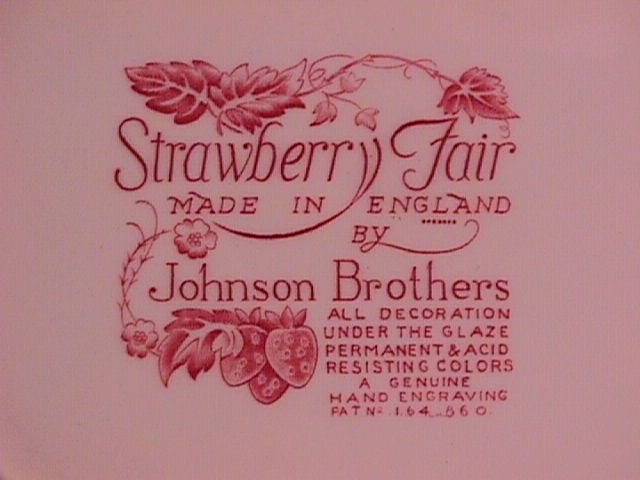 Strawberry Fair
MADE IN ENGLAND
BY
Johnson Brothers
ALL DECORATION
UNDER THE GLAZE
PERMANENT & ACID
RESISTING COLORS
A GENUINE
HAND ENGRAVING
PAT Nº 164.860.